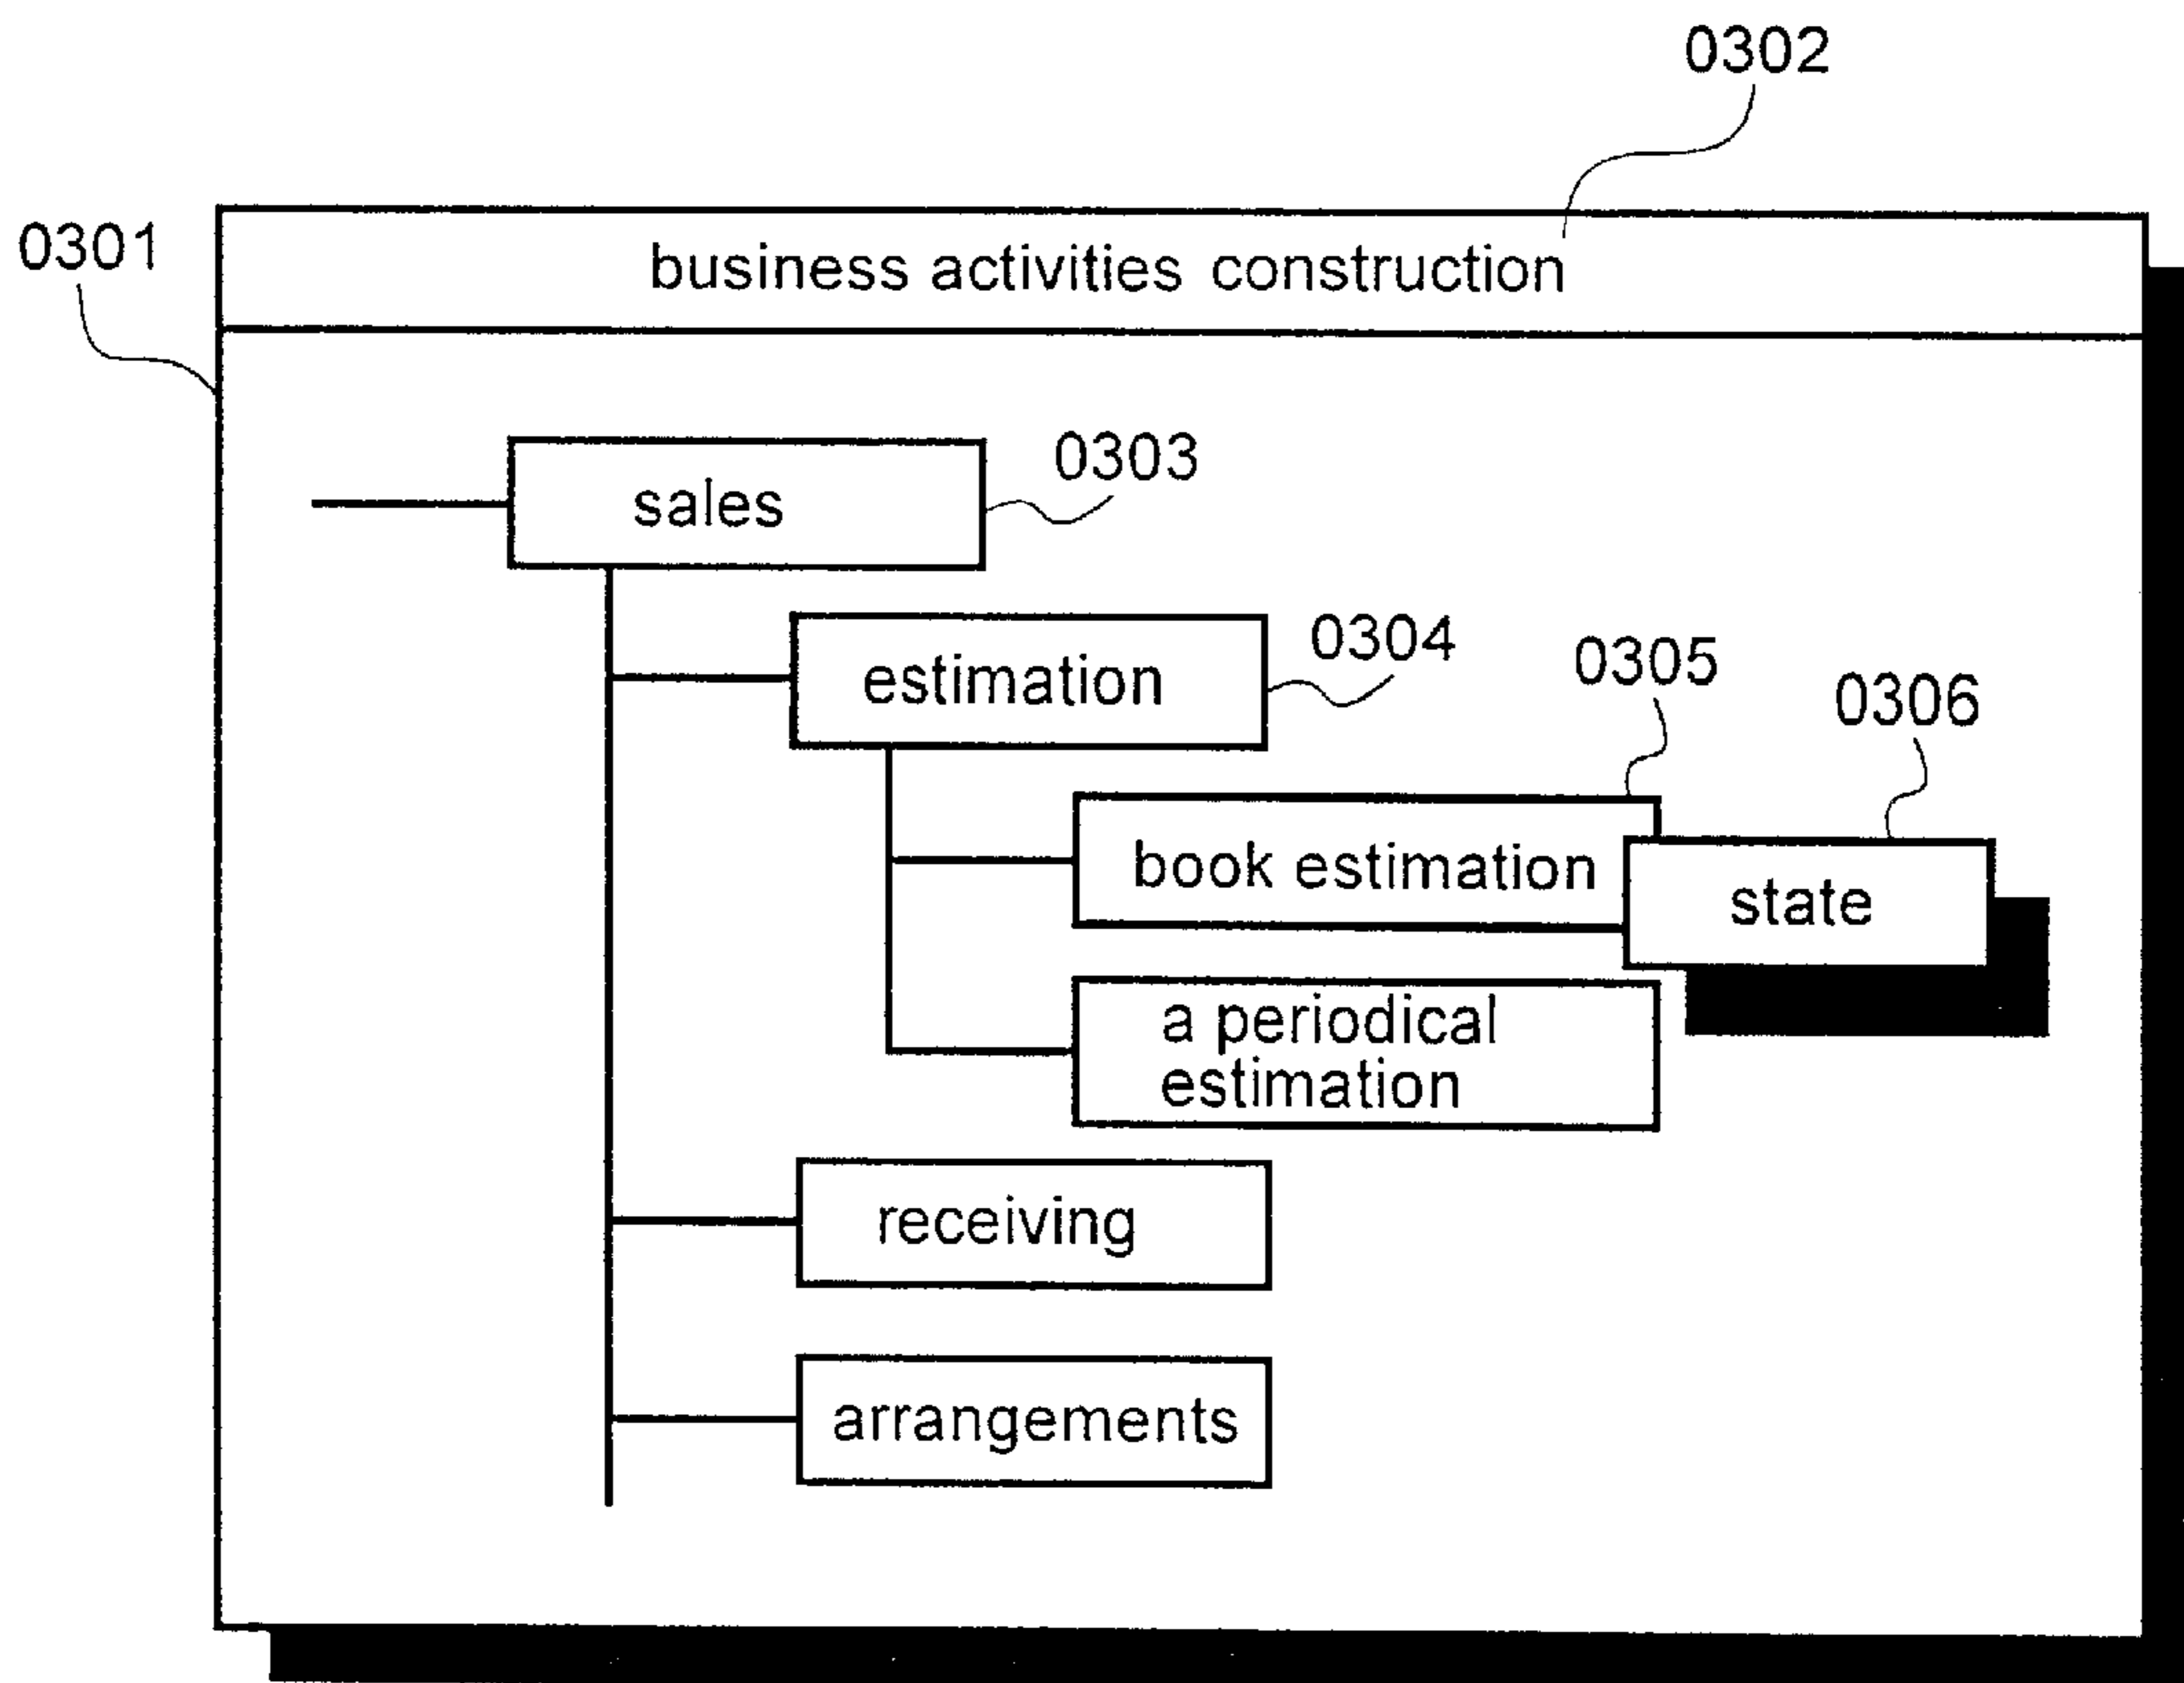 0302
0301
business activities construction
sales
0303
estimation
0304
0305
0306
book estimation
state
a periodical
estimation
receiving
arrangements